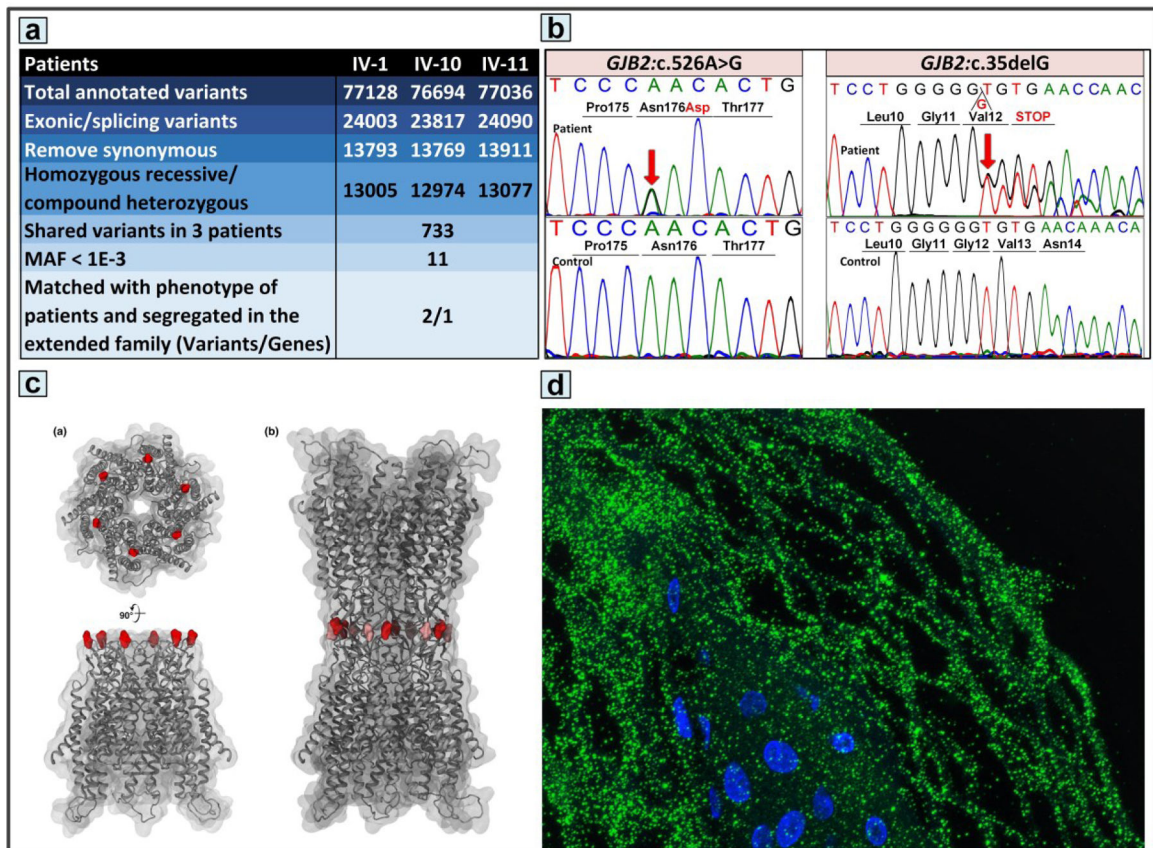 a
Patients IV-1 IV-10 IV-11
Total annotated variants 77128 76694 77036
Exonic/splicing variants 24003 23817 24090
Remove synonymous 13793 13769 13911
Homozygous recessive/
compound heterozygous 13005 12974 13077
Shared variants in 3 patients 733
MAF < 1E-3 11
Matched with phenotype of
patients and segregated in the
extended family (Variants/Genes) 2/1
b
GJB2:c.526A>G
T C C C A A C A C T G
Pro175 Asn176Asp Thr177
Patient
T C C C A A C A C T G
Pro175 Asn176 Thr177
Control
GJB2:c.35delG
T C C T G G G G G T G T G A A C C A A C
G
Leu10 Gly11 Val12 STOP
Patient
T C C T G G G G G G T G T G A A C A A A C A
Leu10 Gly11 Gly12 Val13 Asn14
Control
c
(a) (b)
90°
d